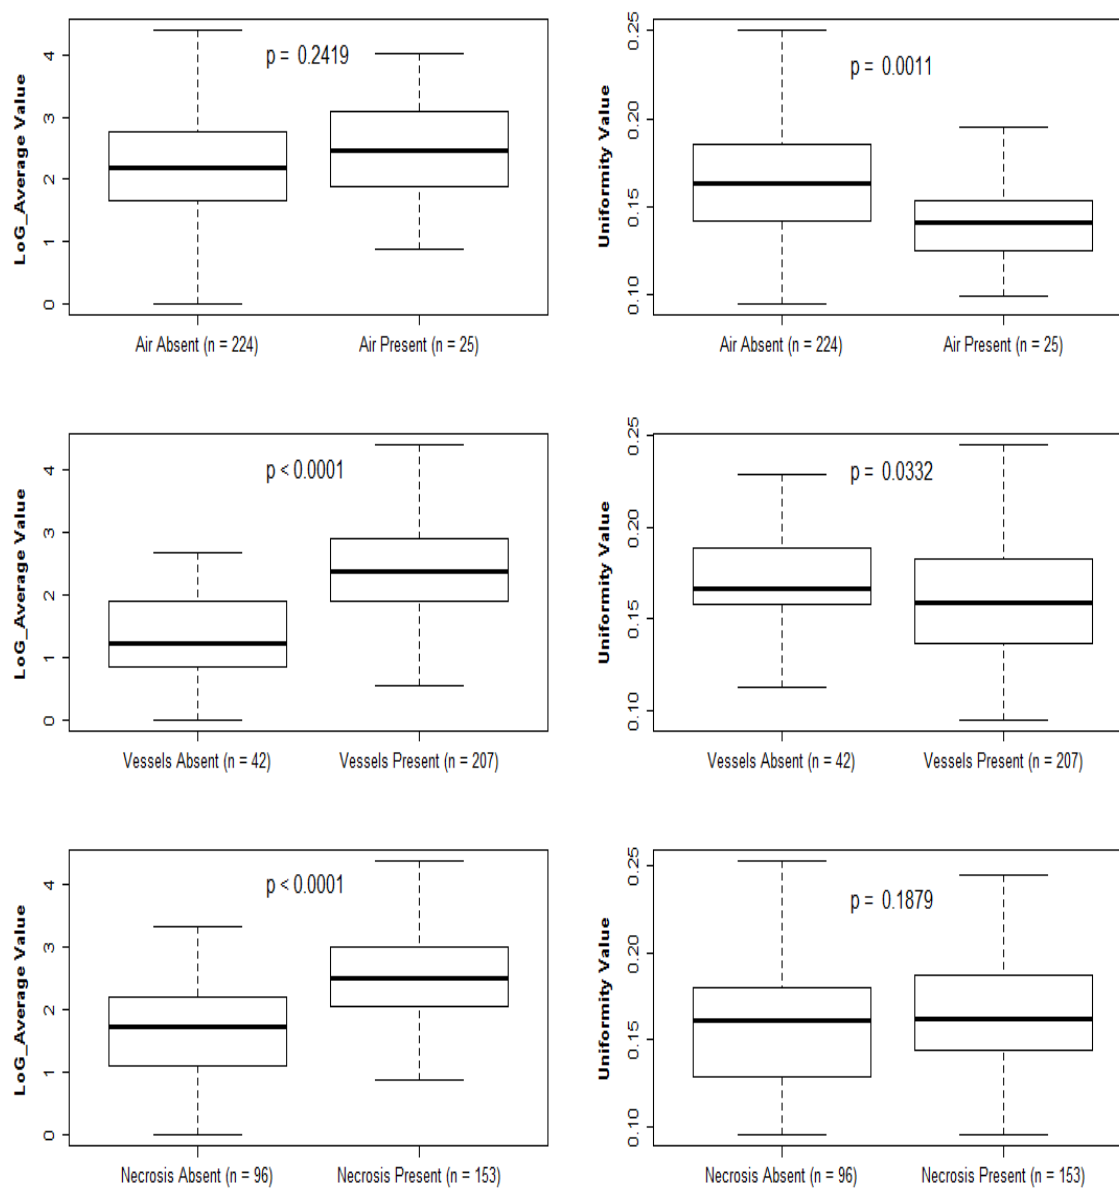 LoG_Average Value
4
3
2
1
0
p = 0.2419
Air Absent (n = 224)
Air Present (n = 25)
Uniformity Value
0.25
0.20
0.15
0.10
p = 0.0011
Air Absent (n = 224)
Air Present (n = 25)
LoG_Average Value
4
3
2
1
0
p < 0.0001
Vessels Absent (n = 42)
Vessels Present (n = 207)
Uniformity Value
0.25
0.20
0.15
0.10
p = 0.0332
Vessels Absent (n = 42)
Vessels Present (n = 207)
LoG_Average Value
4
3
2
1
0
p < 0.0001
Necrosis Absent (n = 96)
Necrosis Present (n = 153)
Uniformity Value
0.25
0.20
0.15
0.10
p = 0.1879
Necrosis Absent (n = 96)
Necrosis Present (n = 153)